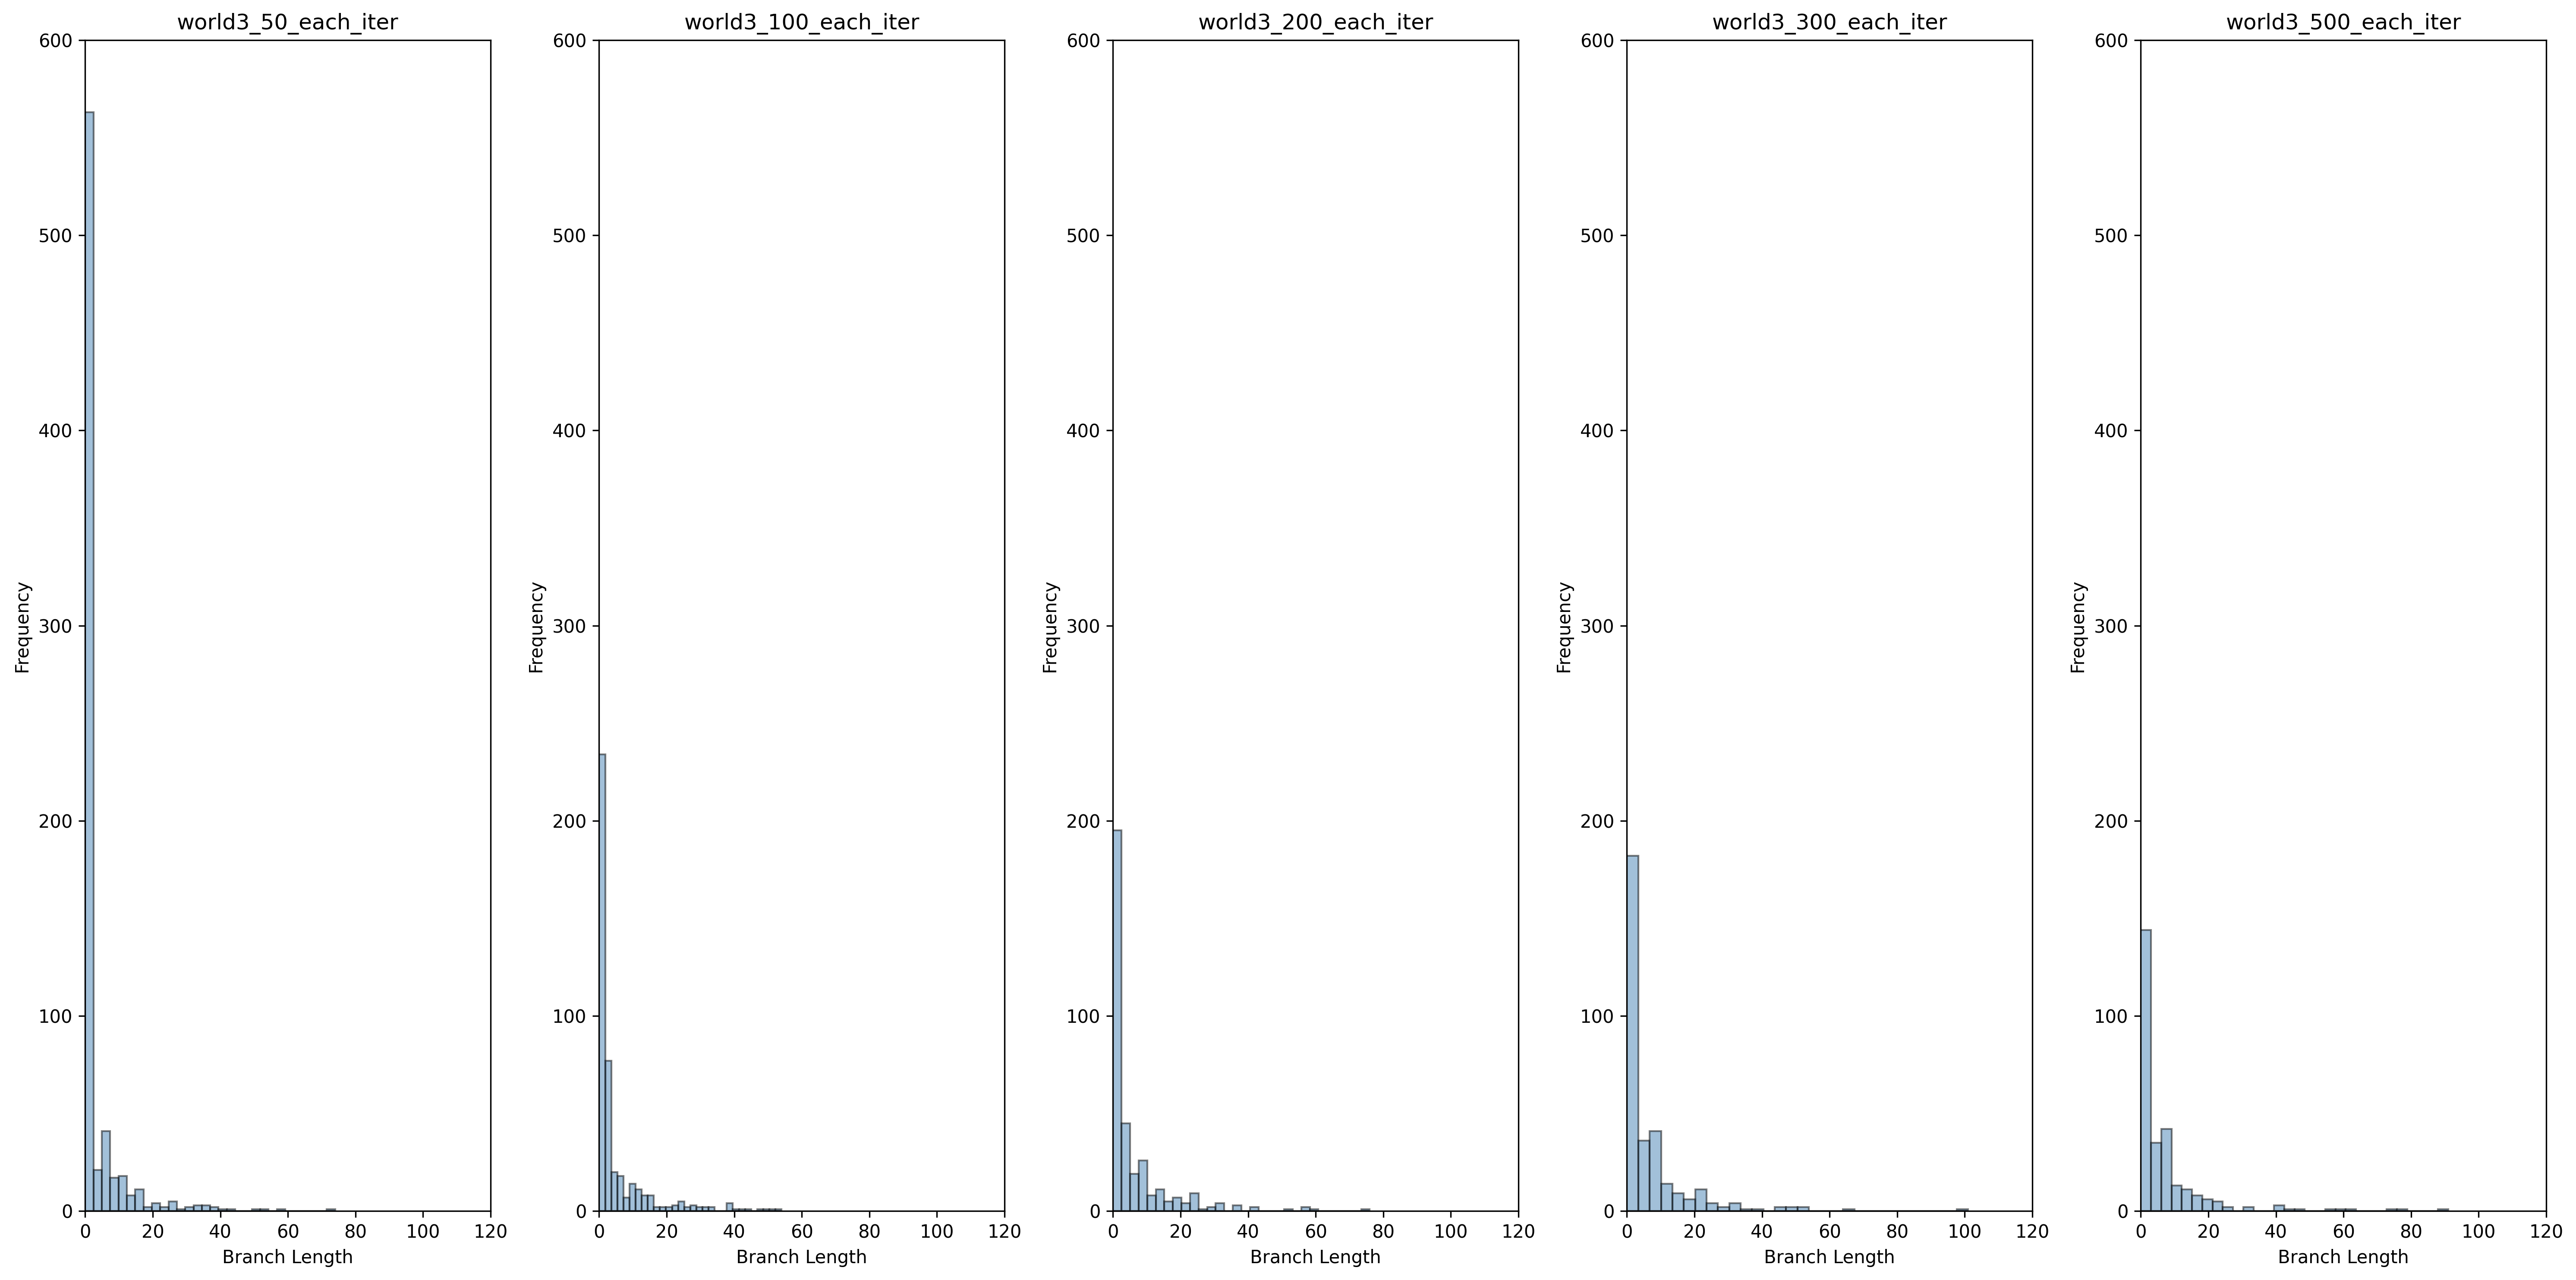 world3_50_each_iter
600
500
400
300
200
100
0
Frequency
0 20 40 60 80 100 120
Branch Length
world3_100_each_iter
600
500
400
300
200
100
0
Frequency
0 20 40 60 80 100 120
Branch Length
world3_200_each_iter
600
500
400
300
200
100
0
Frequency
0 20 40 60 80 100 120
Branch Length
world3_300_each_iter
600
500
400
300
200
100
0
Frequency
0 20 40 60 80 100 120
Branch Length
world3_500_each_iter
600
500
400
300
200
100
0
Frequency
0 20 40 60 80 100 120
Branch Length